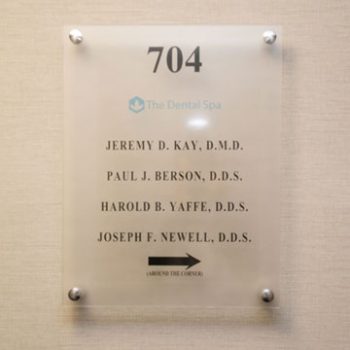 704
The Dental Spa
JEREMY D. KAY, D.M.D.
PAUL J. BERSON, D.D.S.
HAROLD B. YAFFE, D.D.S.
JOSEPH F. NEWELL, D.D.S.
(AROUND THE CORNER)